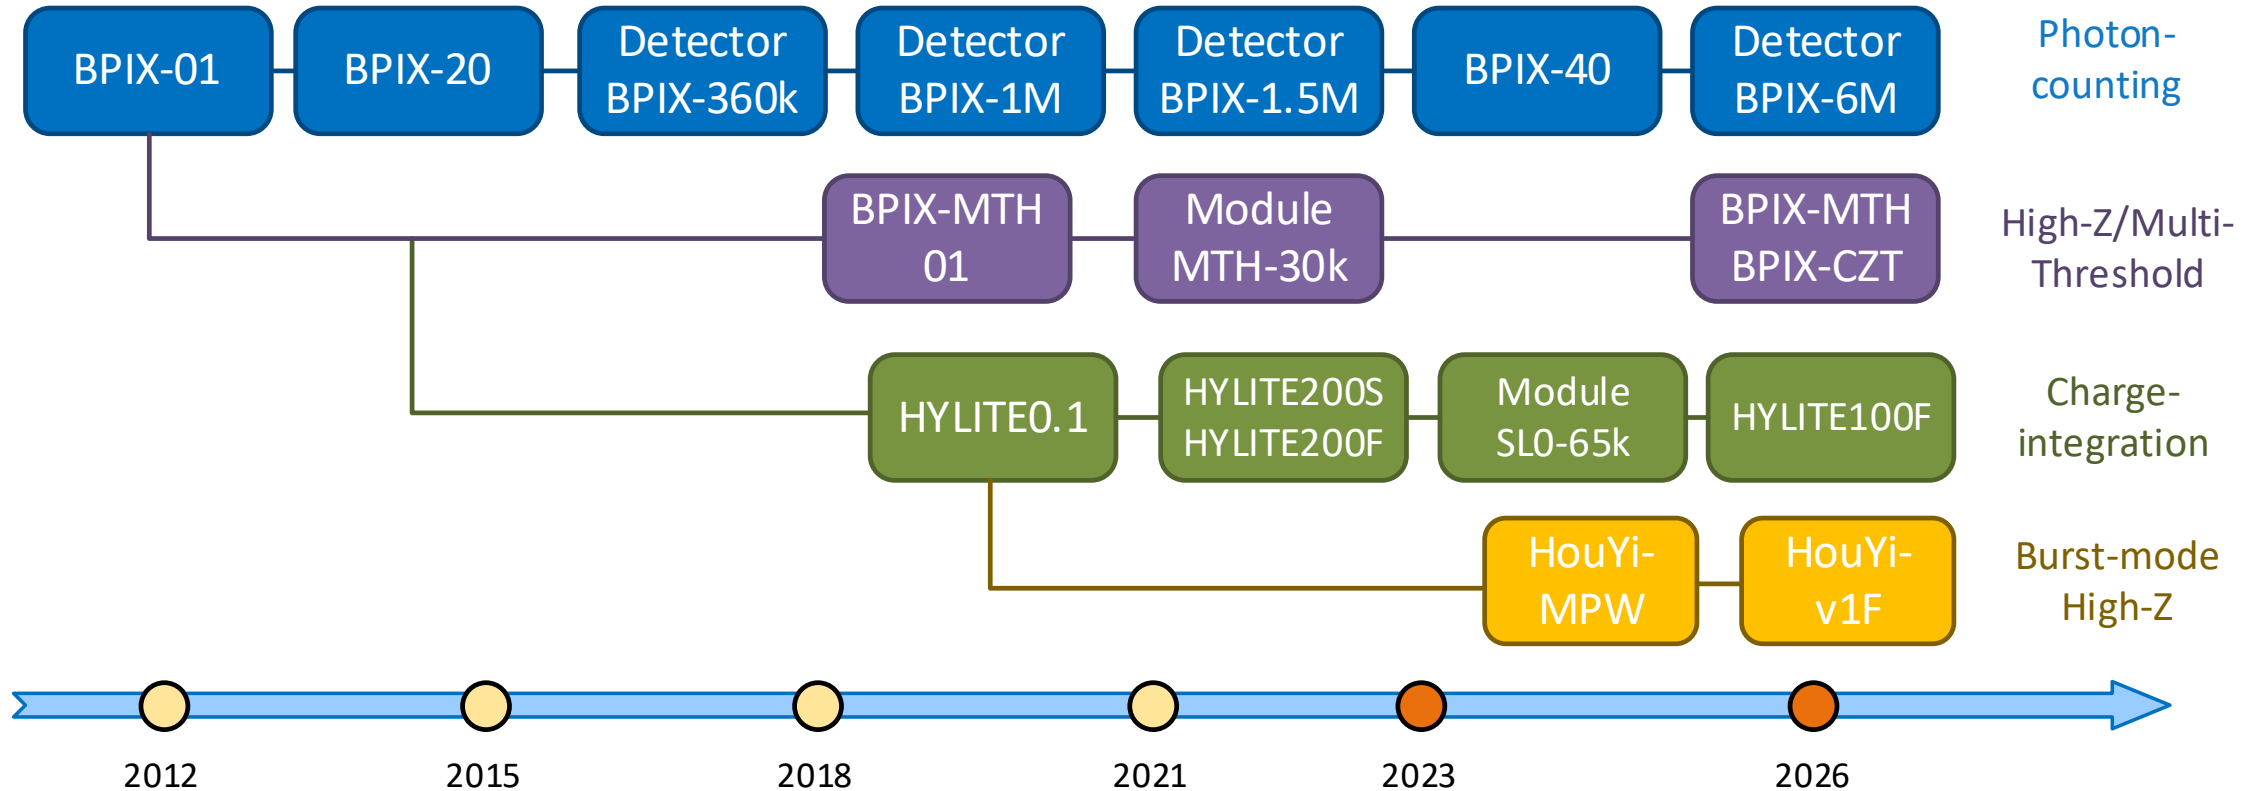 BPIX-01
BPIX-20
Detector
BPIX-360k
Detector
BPIX-1M
Detector
BPIX-1.5M
BPIX-40
Detector
BPIX-6M
Photon-
counting
BPIX-MTH
01
Module
MTH-30k
BPIX-MTH
BPIX-CZT
High-Z/Multi-
Threshold
HYLITE0.1
HYLITE200S
HYLITE200F
Module
SL0-65k
HYLITE100F
Charge-
integration
HouYi-
MPW
HouYi-
v1F
Burst-mode
High-Z
2012
2015
2018
2021
2023
2026